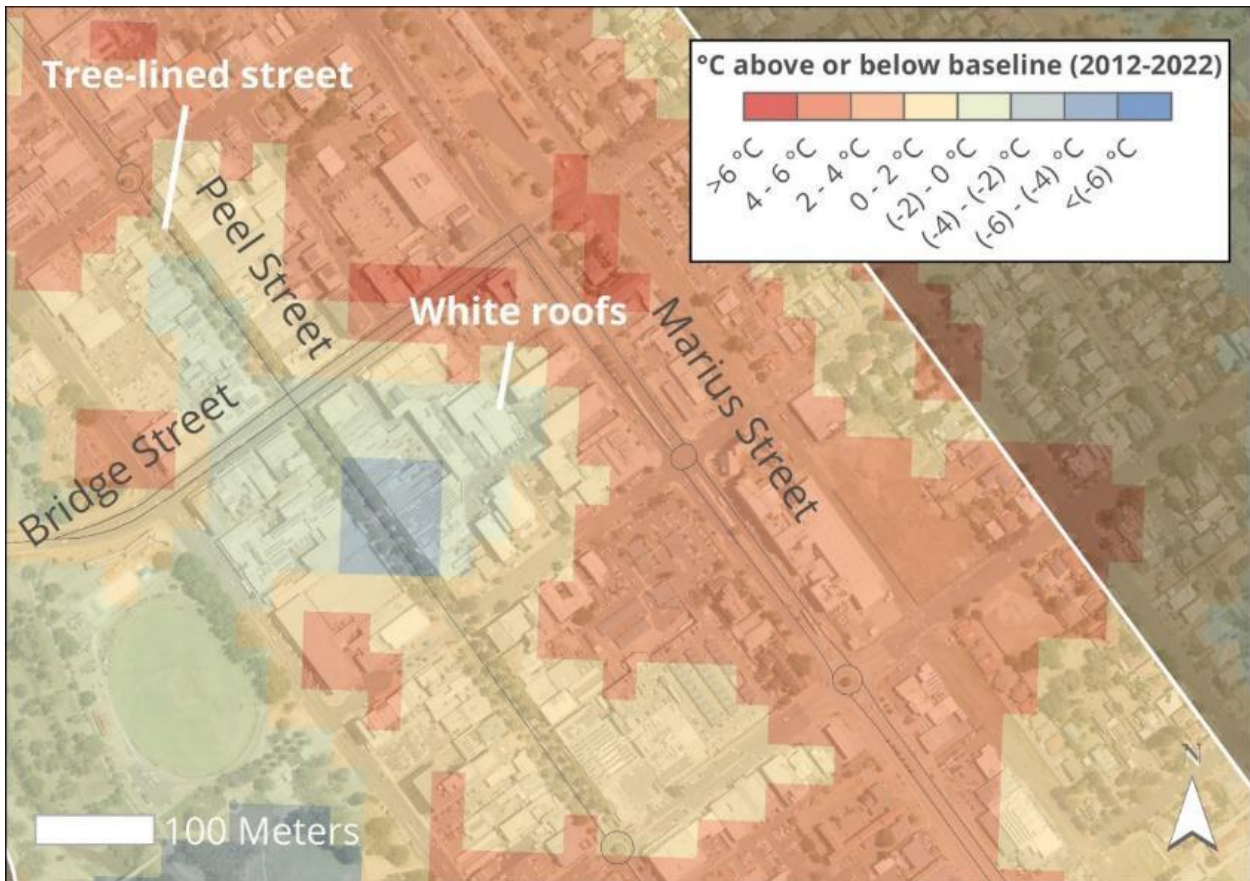 Tree-lined street
°C above or below baseline (2012-2022)
>6 °C
4 - 6 °C
2 - 4 °C
0 - 2 °C
(-2) - 0 °C
(-4) - (-2) °C
(-6) - (-4) °C
<(-6) °C
Peel Street
White roofs
Marius Street
Bridge Street
N
100 Meters